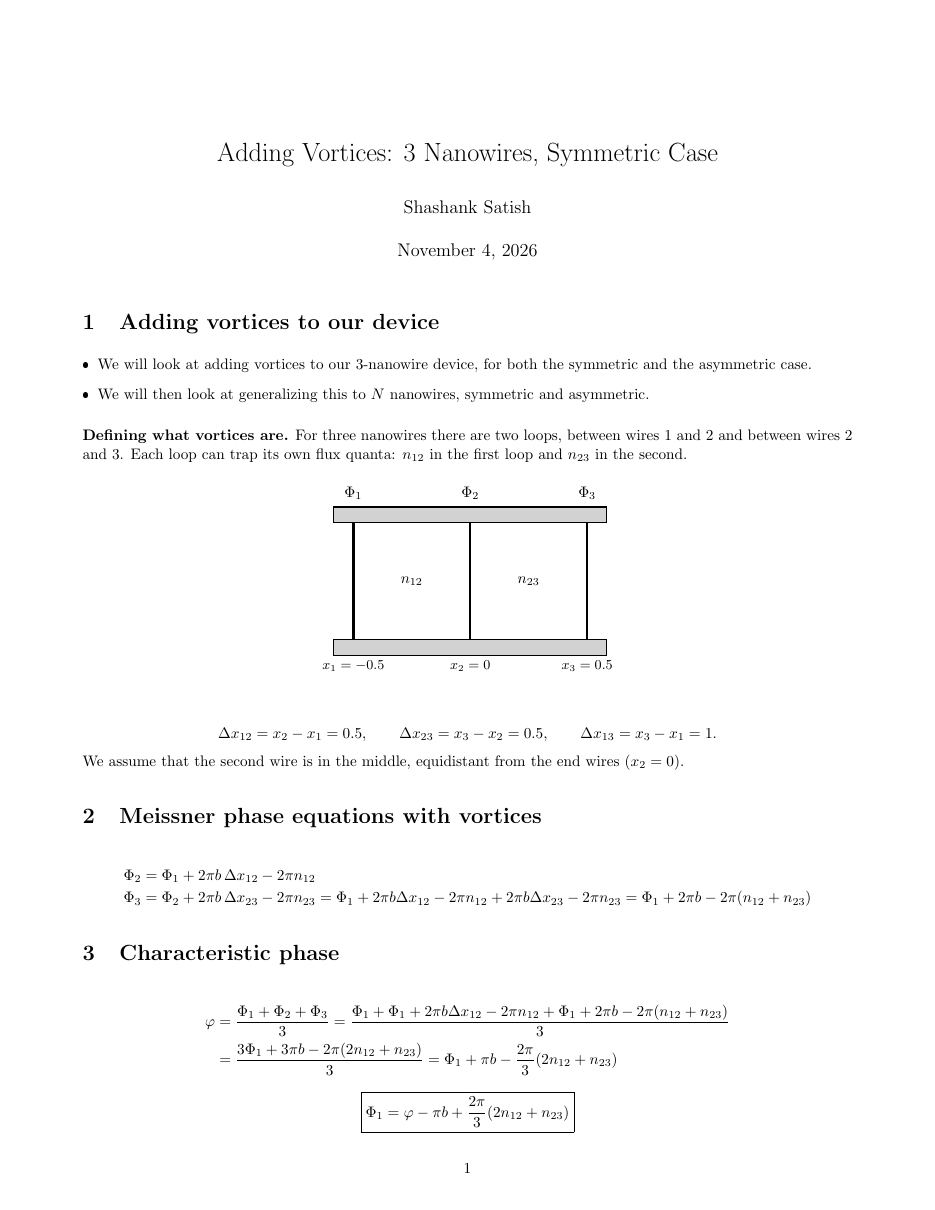 Adding Vortices: 3 Nanowires, Symmetric Case
Shashank Satish
November 4, 2026
1 Adding vortices to our device
• We will look at adding vortices to our 3-nanowire device, for both the symmetric and the asymmetric case.
• We will then look at generalizing this to N nanowires, symmetric and asymmetric.
Defining what vortices are. For three nanowires there are two loops, between wires 1 and 2 and between wires 2
and 3. Each loop can trap its own flux quanta: n₁₂ in the first loop and n₂₃ in the second.
Φ₁ Φ₂ Φ₃
n₁₂ n₂₃
x₁ = −0.5 x₂ = 0 x₃ = 0.5
Δx₁₂ = x₂ − x₁ = 0.5, Δx₂₃ = x₃ − x₂ = 0.5, Δx₁₃ = x₃ − x₁ = 1.
We assume that the second wire is in the middle, equidistant from the end wires (x₂ = 0).
2 Meissner phase equations with vortices
Φ₂ = Φ₁ + 2πb Δx₁₂ − 2πn₁₂
Φ₃ = Φ₂ + 2πb Δx₂₃ − 2πn₂₃ = Φ₁ + 2πbΔx₁₂ − 2πn₁₂ + 2πbΔx₂₃ − 2πn₂₃ = Φ₁ + 2πb − 2π(n₁₂ + n₂₃)
3 Characteristic phase
φ = (Φ₁ + Φ₂ + Φ₃)/3 = (Φ₁ + Φ₁ + 2πbΔx₁₂ − 2πn₁₂ + Φ₁ + 2πb − 2π(n₁₂ + n₂₃))/3
= (3Φ₁ + 3πb − 2π(2n₁₂ + n₂₃))/3 = Φ₁ + πb − 2π/3 (2n₁₂ + n₂₃)
Φ₁ = φ − πb + 2π/3 (2n₁₂ + n₂₃)
1